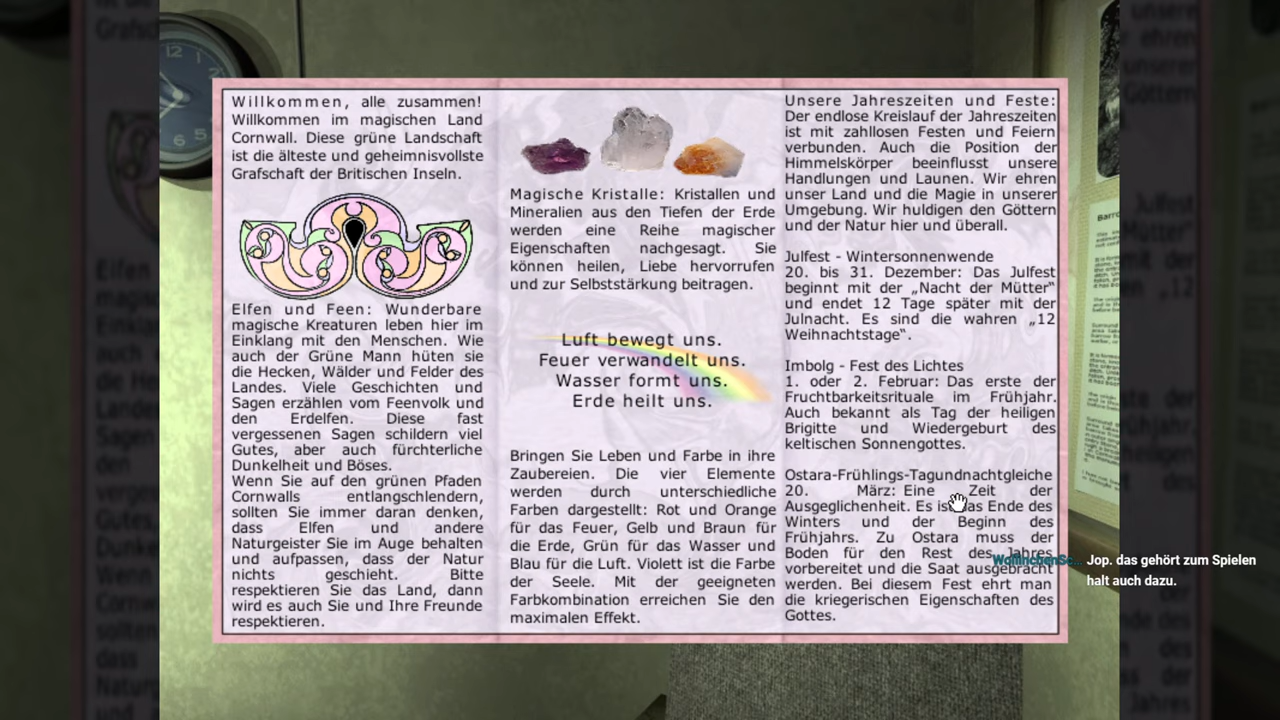 Willkommen, alle zusammen!
Willkommen im magischen Land
Cornwall. Diese grüne Landschaft
ist die älteste und geheimnisvollste
Grafschaft der Britischen Inseln.
Elfen und Feen: Wunderbare
magische Kreaturen leben hier im
Einklang mit den Menschen. Wie
auch der Grüne Mann hüten sie
die Hecken, Wälder und Felder des
Landes. Viele Geschichten und
Sagen erzählen vom Feenvolk und
den Erdelfen. Diese fast
vergessenen Sagen schildern viel
Gutes, aber auch fürchterliche
Dunkelheit und Böses.
Wenn Sie auf den grünen Pfaden
Cornwalls entlangschlendern,
sollten Sie immer daran denken,
dass Elfen und andere
Naturgeister Sie im Auge behalten
und aufpassen, dass der Natur
nichts geschieht. Bitte
respektieren Sie das Land, dann
wird es auch Sie und Ihre Freunde
respektieren.
Magische Kristalle: Kristallen und
Mineralien aus den Tiefen der Erde
werden eine Reihe magischer
Eigenschaften nachgesagt. Sie
können heilen, Liebe hervorrufen
und zur Selbststärkung beitragen.
Luft bewegt uns.
Feuer verwandelt uns.
Wasser formt uns.
Erde heilt uns.
Bringen Sie Leben und Farbe in ihre
Zaubereien. Die vier Elemente
werden durch unterschiedliche
Farben dargestellt: Rot und Orange
für das Feuer, Gelb und Braun für
die Erde, Grün für das Wasser und
Blau für die Luft. Violett ist die Farbe
der Seele. Mit der geeigneten
Farbkombination erreichen Sie den
maximalen Effekt.
Unsere Jahreszeiten und Feste:
Der endlose Kreislauf der Jahreszeiten
ist mit zahllosen Festen und Feiern
verbunden. Auch die Position der
Himmelskörper beeinflusst unsere
Handlungen und Launen. Wir ehren
unser Land und die Magie in unserer
Umgebung. Wir huldigen den Göttern
und der Natur hier und überall.
Julfest - Wintersonnenwende
20. bis 31. Dezember: Das Julfest
beginnt mit der „Nacht der Mütter“
und endet 12 Tage später mit der
Julnacht. Es sind die wahren „12
Weihnachtstage“.
Imbolg - Fest des Lichtes
1. oder 2. Februar: Das erste der
Fruchtbarkeitsrituale im Frühjahr.
Auch bekannt als Tag der heiligen
Brigitte und Wiedergeburt des
keltischen Sonnengottes.
Ostara-Frühlings-Tagundnachtgleiche
20. März: Eine Zeit der
Ausgeglichenheit. Es ist das Ende des
Winters und der Beginn des
Frühjahrs. Zu Ostara muss der
Boden für den Rest des Jahres
vorbereitet und die Saat ausgebracht
werden. Bei diesem Fest ehrt man
die kriegerischen Eigenschaften des
Gottes.
Jop. das gehört zum Spielen
halt auch dazu.